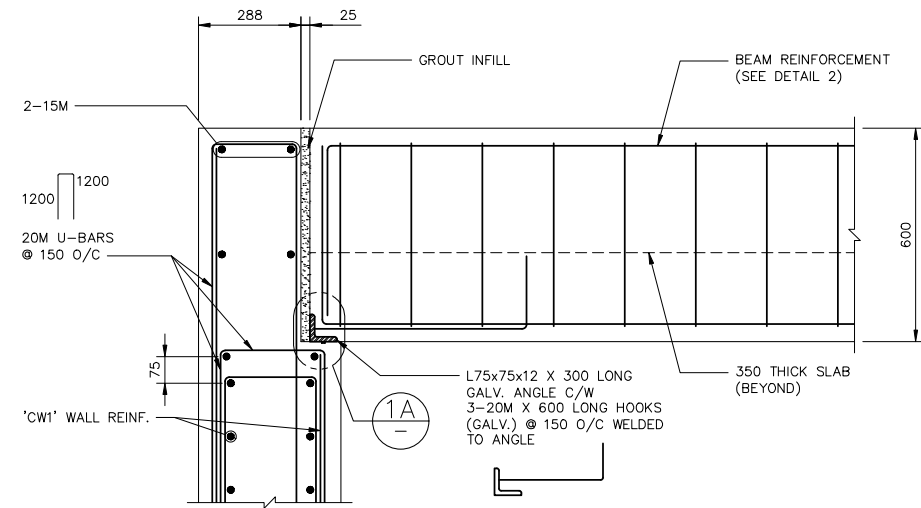 288
25
GROUT INFILL
BEAM REINFORCEMENT
(SEE DETAIL 2)
2-15M
1200
1200
20M U-BARS
@ 150 O/C
600
75
'CW1' WALL REINF.
1A
-
L75x75x12 X 300 LONG
GALV. ANGLE C/W
3-20M X 600 LONG HOOKS
(GALV.) @ 150 O/C WELDED
TO ANGLE
350 THICK SLAB
(BEYOND)